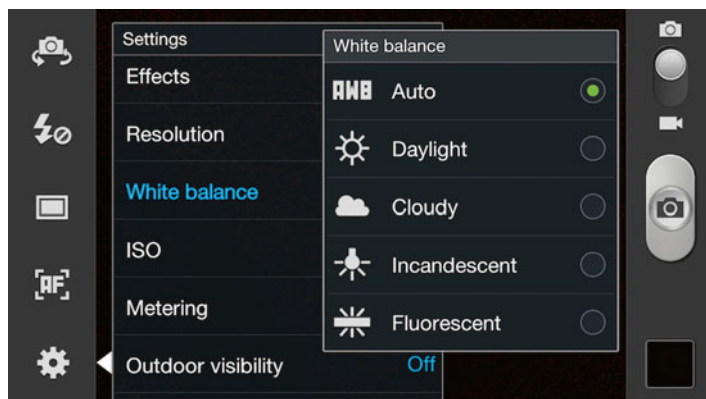 Settings
Effects
Resolution
White balance
ISO
Metering
Outdoor visibility Off
White balance
AWB Auto
Daylight
Cloudy
Incandescent
Fluorescent
AF